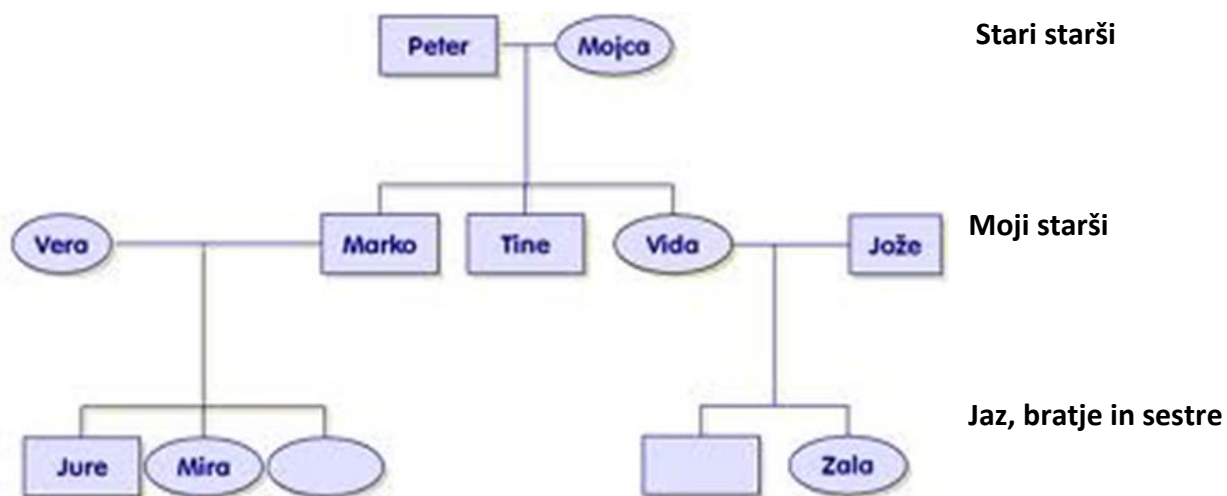 Peter Mojca Stari starši
Vera Marko Tine Vida Jože Moji starši
Jure Mira Zala Jaz, bratje in sestre